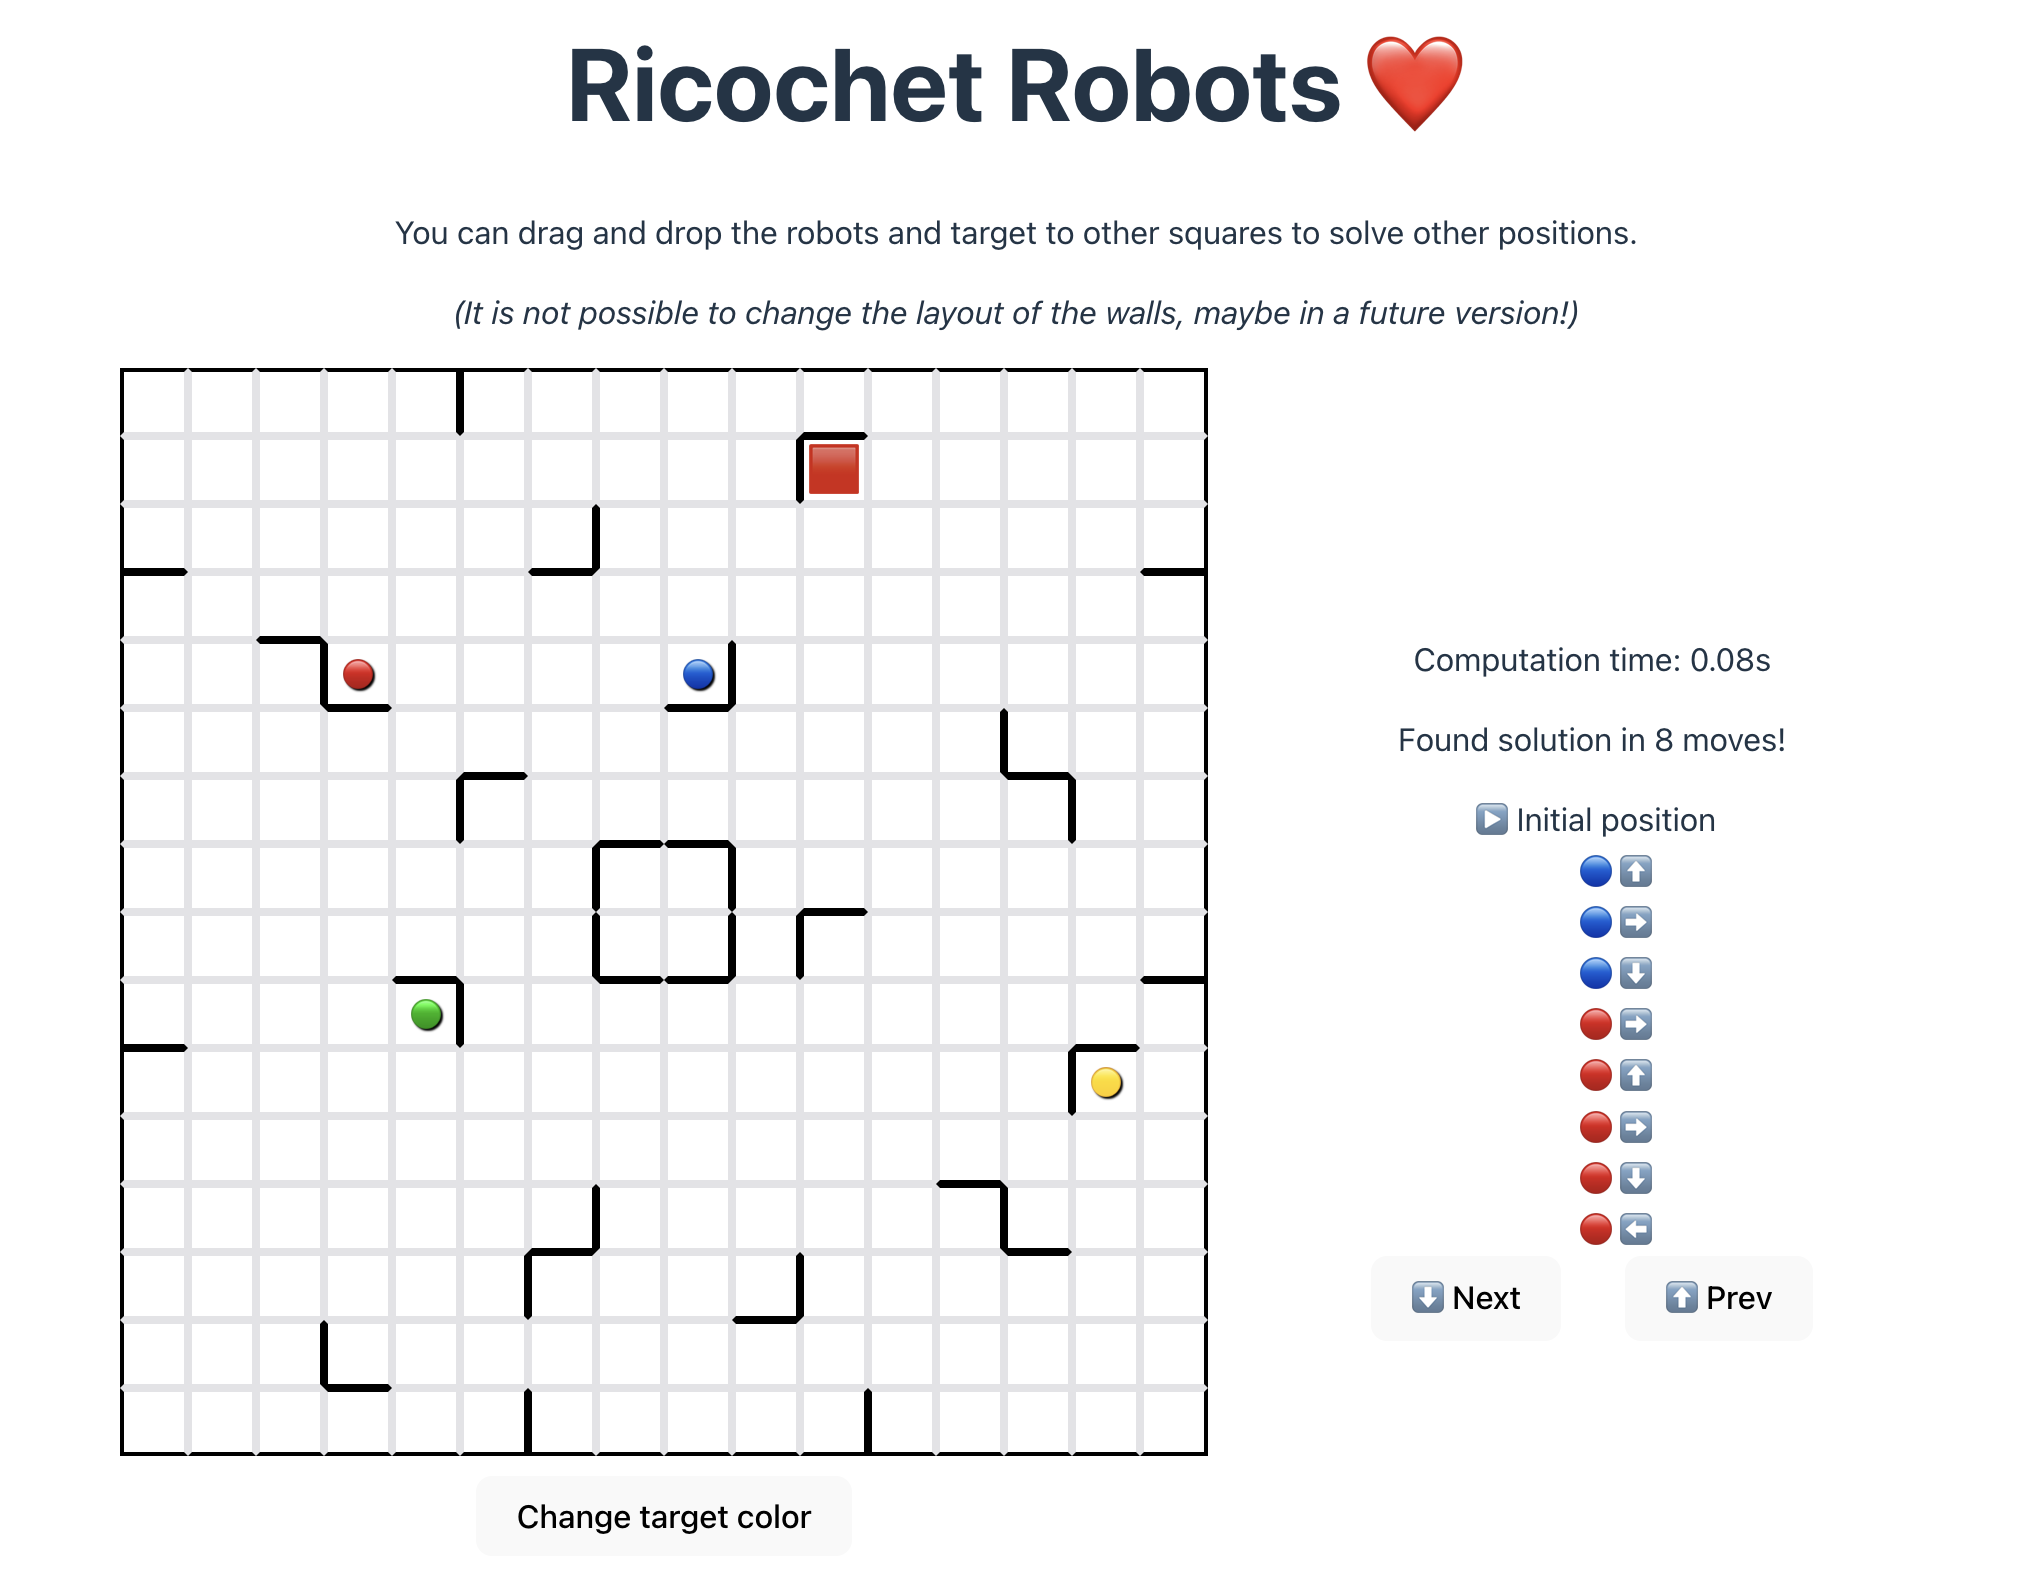 Ricochet Robots ❤️
You can drag and drop the robots and target to other squares to solve other positions.
(It is not possible to change the layout of the walls, maybe in a future version!)
Computation time: 0.08s
Found solution in 8 moves!
▶️ Initial position
🔵⬆️
🔵➡️
🔵⬇️
🔴➡️
🔴⬆️
🔴➡️
🔴⬇️
🔴⬅️
⬇️ Next
⬆️ Prev
Change target color